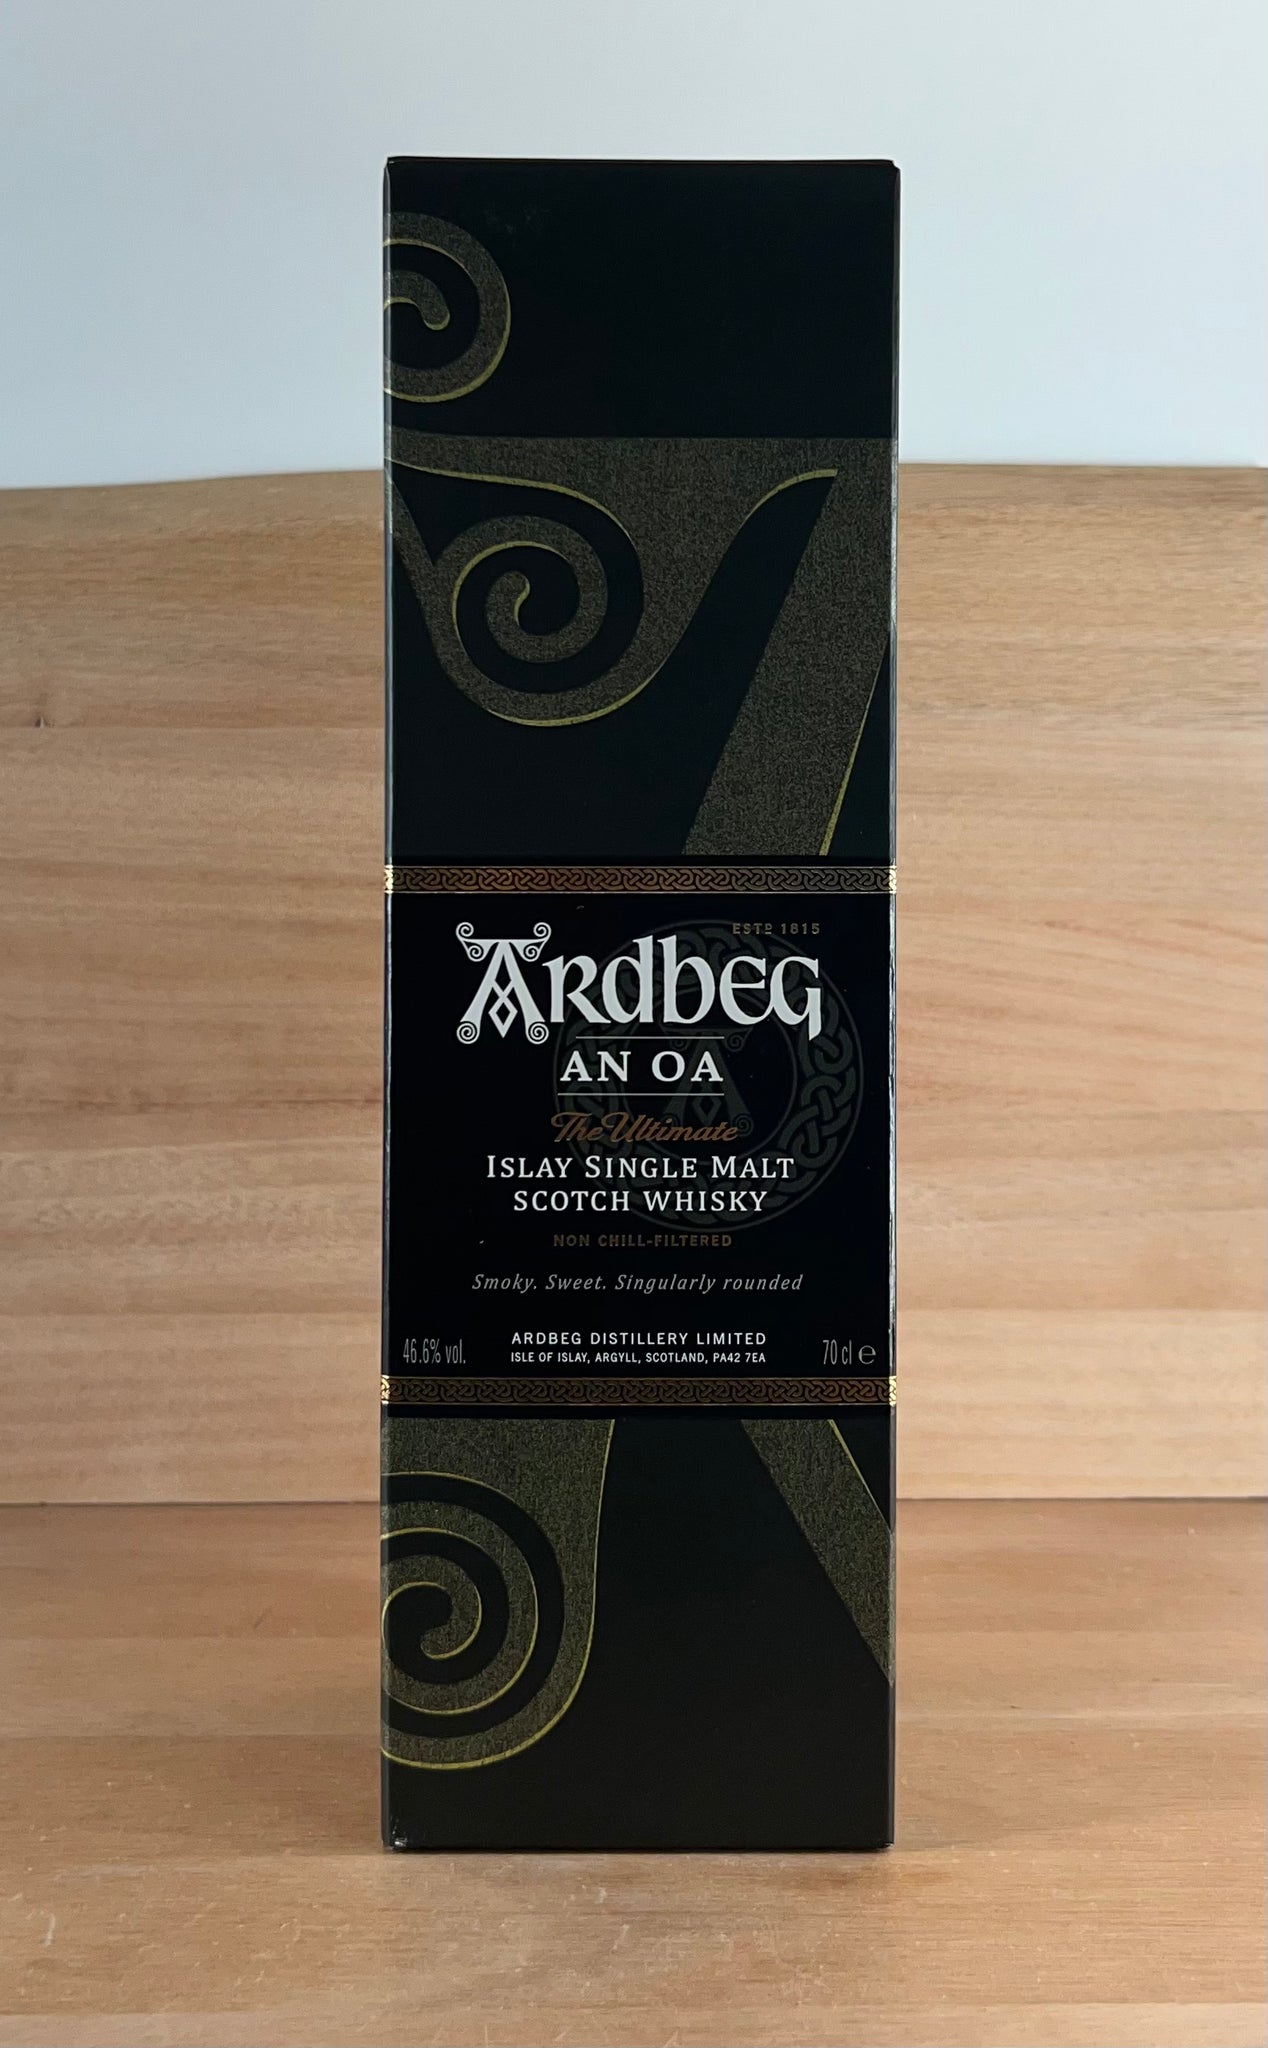 ESTD 1815
ARDBEG
AN OA
The Ultimate
ISLAY SINGLE MALT
SCOTCH WHISKY
NON CHILL-FILTERED
Smoky. Sweet. Singularly rounded
46.6% vol.
ARDBEG DISTILLERY LIMITED
ISLE OF ISLAY, ARGYLL, SCOTLAND, PA42 7EA
70 cl ℮